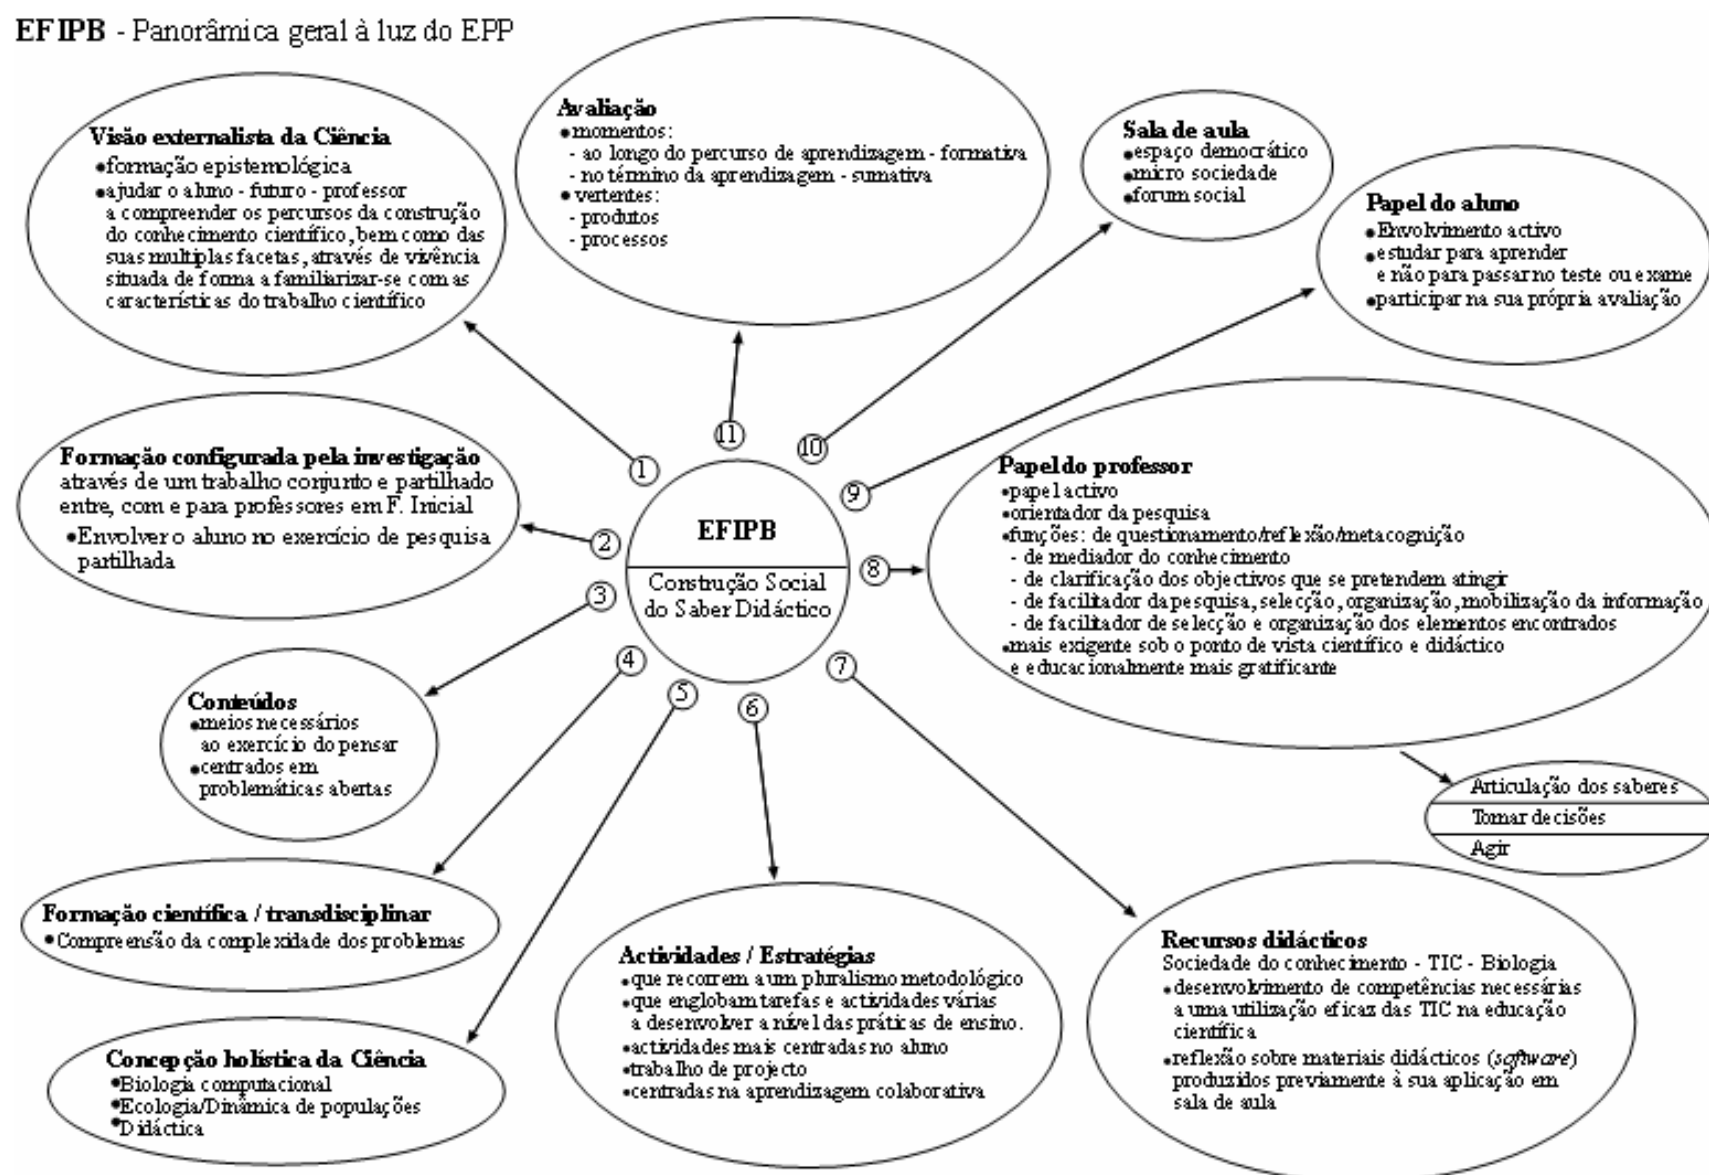 EFIPB - Panorâmica geral à luz do EPP
Visão externalista da Ciência
•formação epistemológica
•ajudar o aluno - futuro - professor
a compreender os percursos da construção
do conhecimento científico, bem como das
suas multiplas facetas, através de vivência
situada de forma a familiarizar-se com as
características do trabalho científico
Avaliação
•momentos:
- ao longo do percurso de aprendizagem - formativa
- no término da aprendizagem - sumativa
•vertentes:
- produtos
- processos
Sala de aula
•espaço democrático
•micro sociedade
•forum social
Papel do aluno
•Envolvimento activo
•estudar para aprender
e não para passar no teste ou exame
•participar na sua própria avaliação
Formação configurada pela investigação
através de um trabalho conjunto e partilhado
entre, com e para professores em F. Inicial
•Envolver o aluno no exercício de pesquisa
partilhada
Papel do professor
•papel activo
•orientador da pesquisa
•funções: de questionamento/reflexão/metacognição
- de mediador do conhecimento
- de clarificação dos objectivos que se pretendem atingir
- de facilitador da pesquisa, selecção, organização, mobilização da informação
- de facilitador de selecção e organização dos elementos encontrados
•mais exigente sob o ponto de vista científico e didáctico
e educacionalmente mais gratificante
1
2
3
4
5
6
7
8
9
10
11
EFIPB
Construção Social
do Saber Didáctico
Conteúdos
•meios necessários
ao exercício do pensar
•centrados em
problemáticas abertas
Articulação dos saberes
Tomar decisões
Agir
Formação científica / transdisciplinar
•Compreensão da complexidade dos problemas
Actividades / Estratégias
•que recorrem a um pluralismo metodológico
•que englobam tarefas e actividades várias
a desenvolver a nível das práticas de ensino.
•actividades mais centradas no aluno
•trabalho de projecto
•centradas na aprendizagem colaborativa
Recursos didácticos
Sociedade do conhecimento - TIC - Biologia
•desenvolvimento de competências necessárias
a uma utilização eficaz das TIC na educação
científica
•reflexão sobre materiais didácticos (software)
produzidos previamente à sua aplicação em
sala de aula
Concepção holística da Ciência
•Biologia computacional
•Ecologia/Dinâmica de populações
•Didáctica